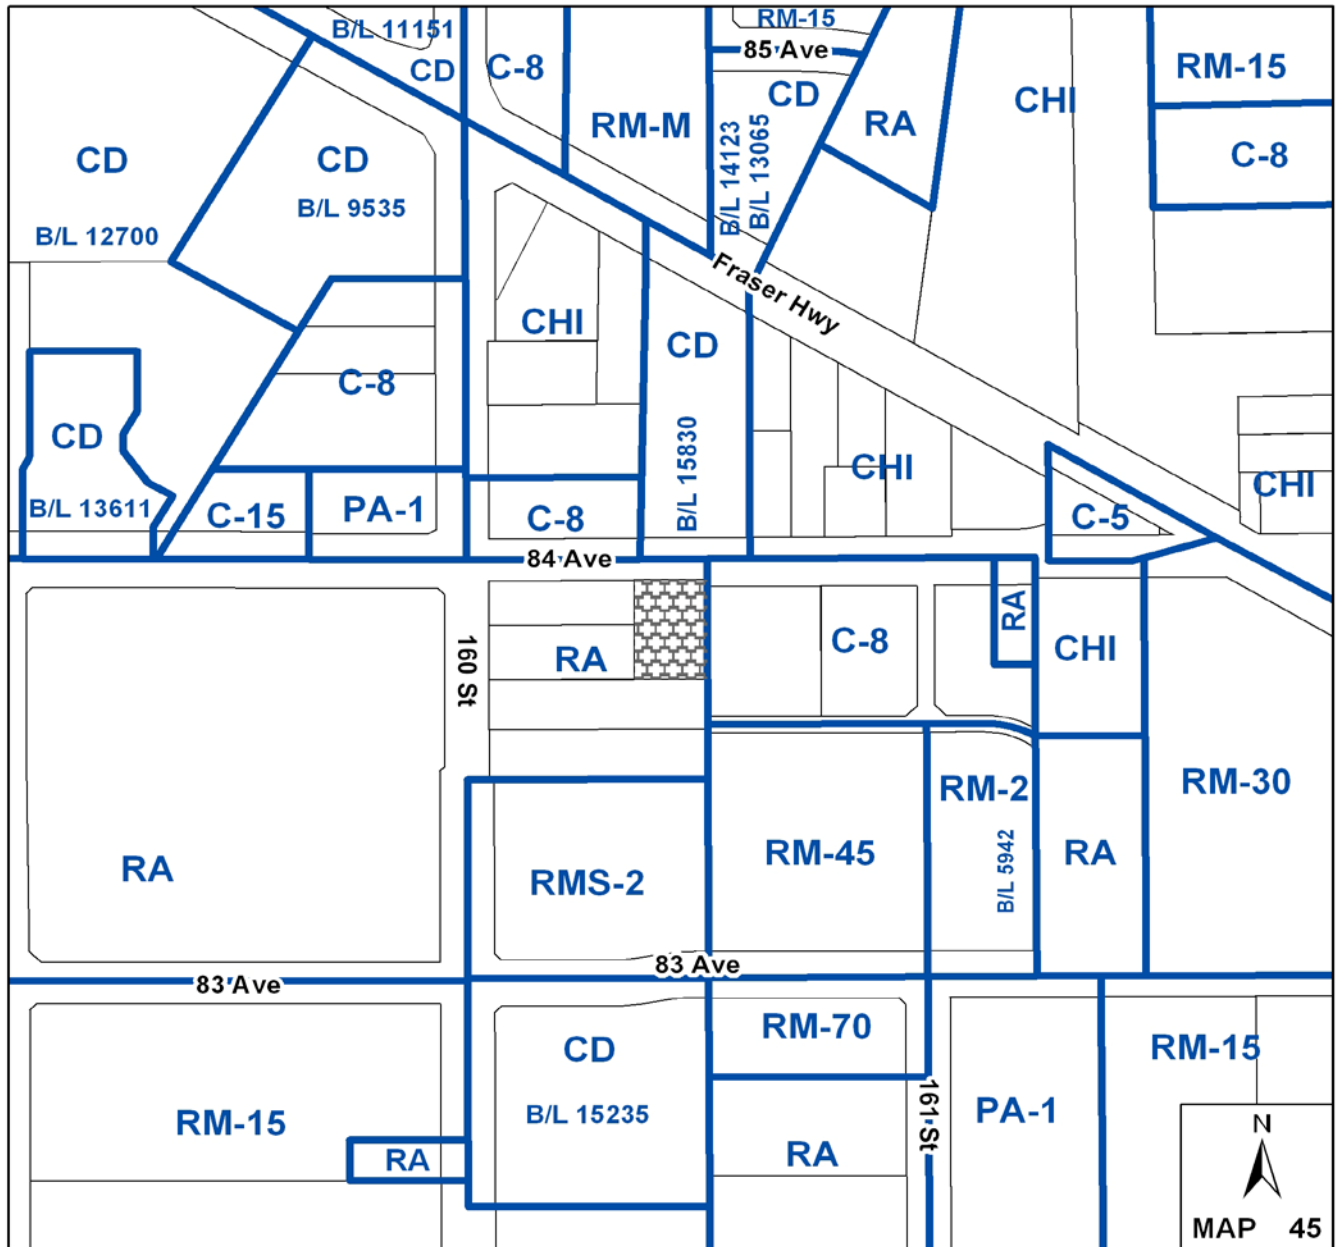 B/L 11151
RM-15
85 Ave
CD
C-8
CD
CHI
RM-15
RM-M
RA
B/L 14123
B/L 13065
CD
CD
C-8
B/L 9535
B/L 12700
Fraser Hwy
CHI
CD
C-8
CD
B/L 15830
CHI
CHI
B/L 13611
C-15
PA-1
C-8
C-5
84 Ave
RA
C-8
CHI
160 St
RA
RM-2
RM-30
RA
RMS-2
RM-45
B/L 5942
RA
83 Ave
83 Ave
RM-70
CD
RM-15
B/L 15235
161 St
PA-1
RM-15
RA
RA
N
MAP 45